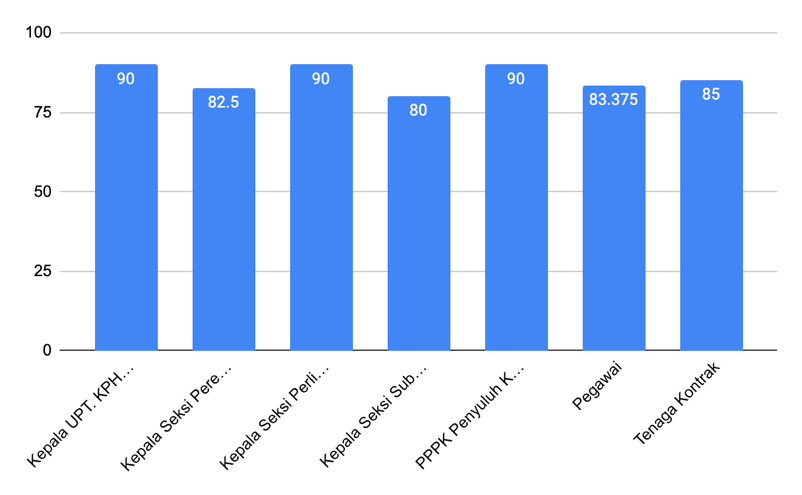 100
75
50
25
0
90
82.5
90
80
90
83.375
85
Kepala UPT. KPH...
Kepala Seksi Pere...
Kepala Seksi Perli...
Kepala Seksi Sub...
PPPK Penyuluh K...
Pegawai
Tenaga Kontrak